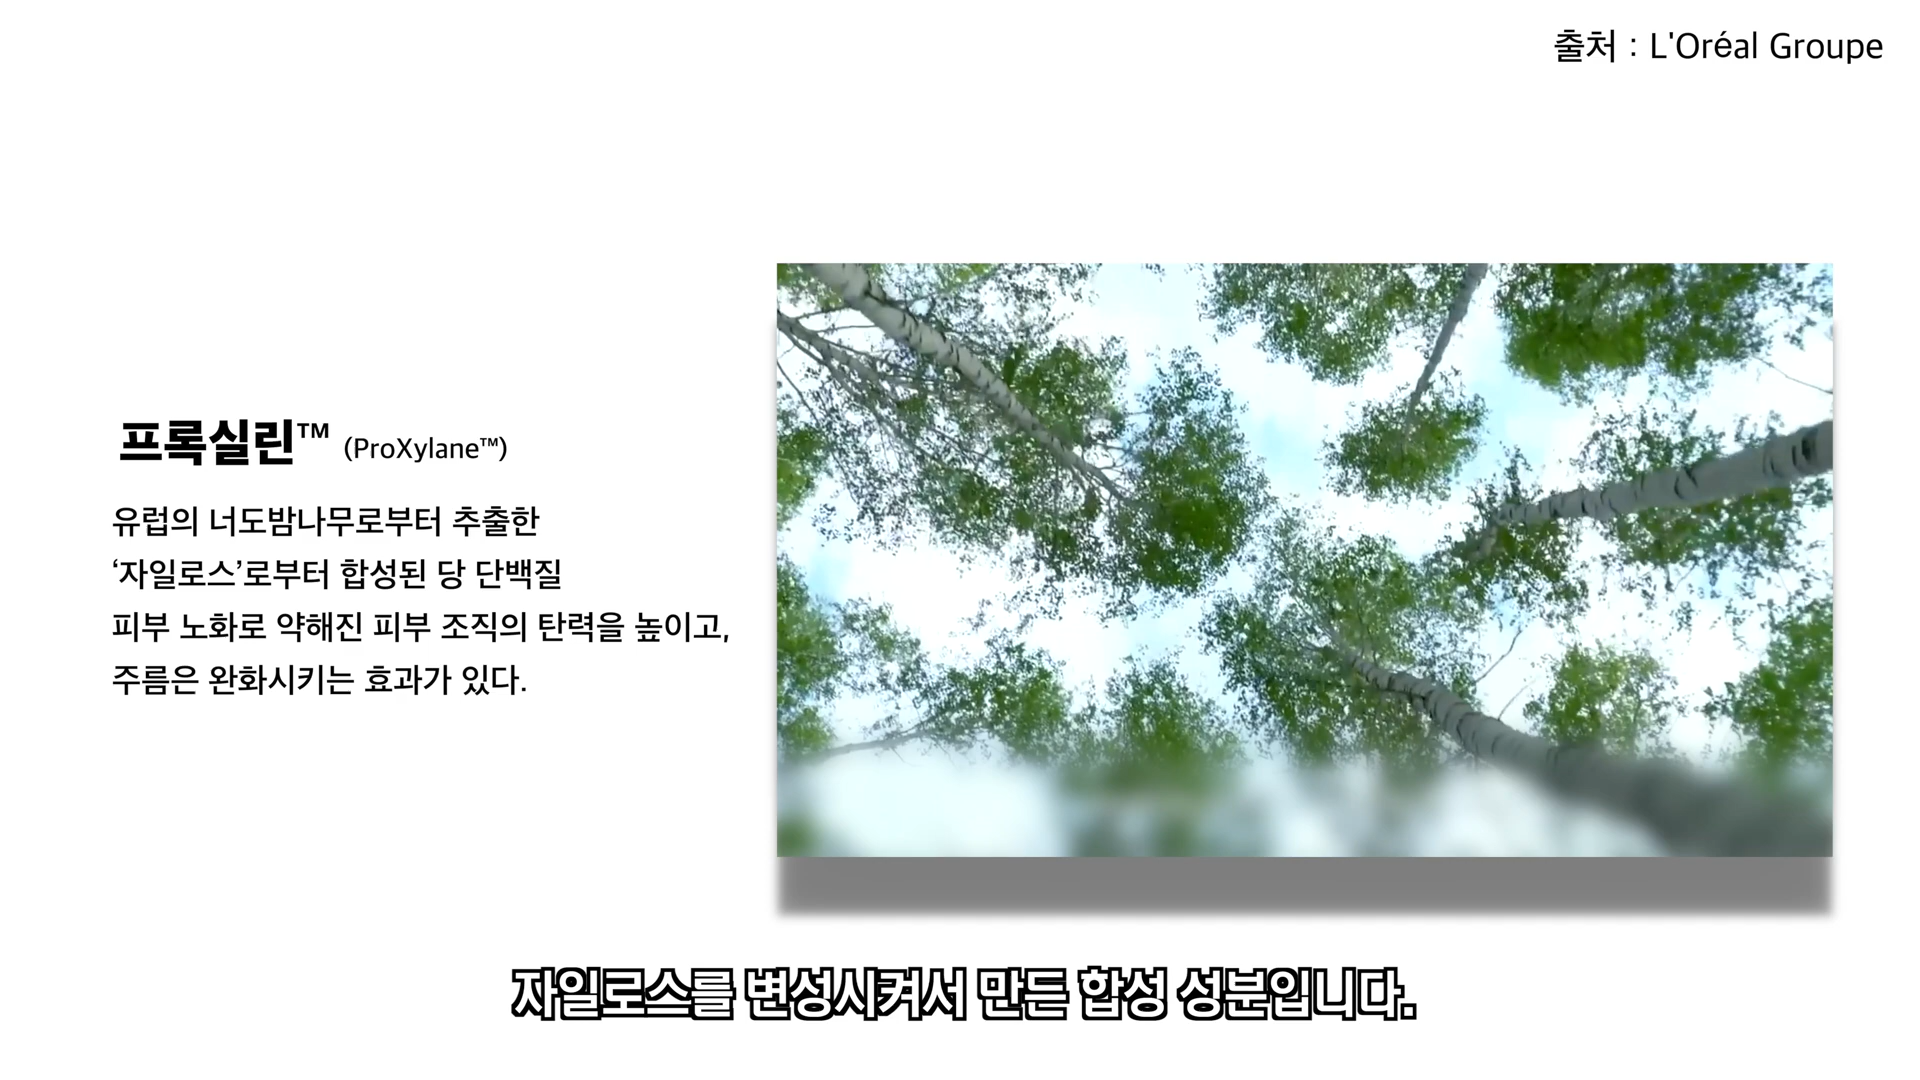 출처 : L'Oréal Groupe
프록실린™ (ProXylane™)
유럽의 너도밤나무로부터 추출한
‘자일로스’로부터 합성된 당 단백질
피부 노화로 약해진 피부 조직의 탄력을 높이고,
주름은 완화시키는 효과가 있다.
자일로스를 변성시켜서 만든 합성 성분입니다.